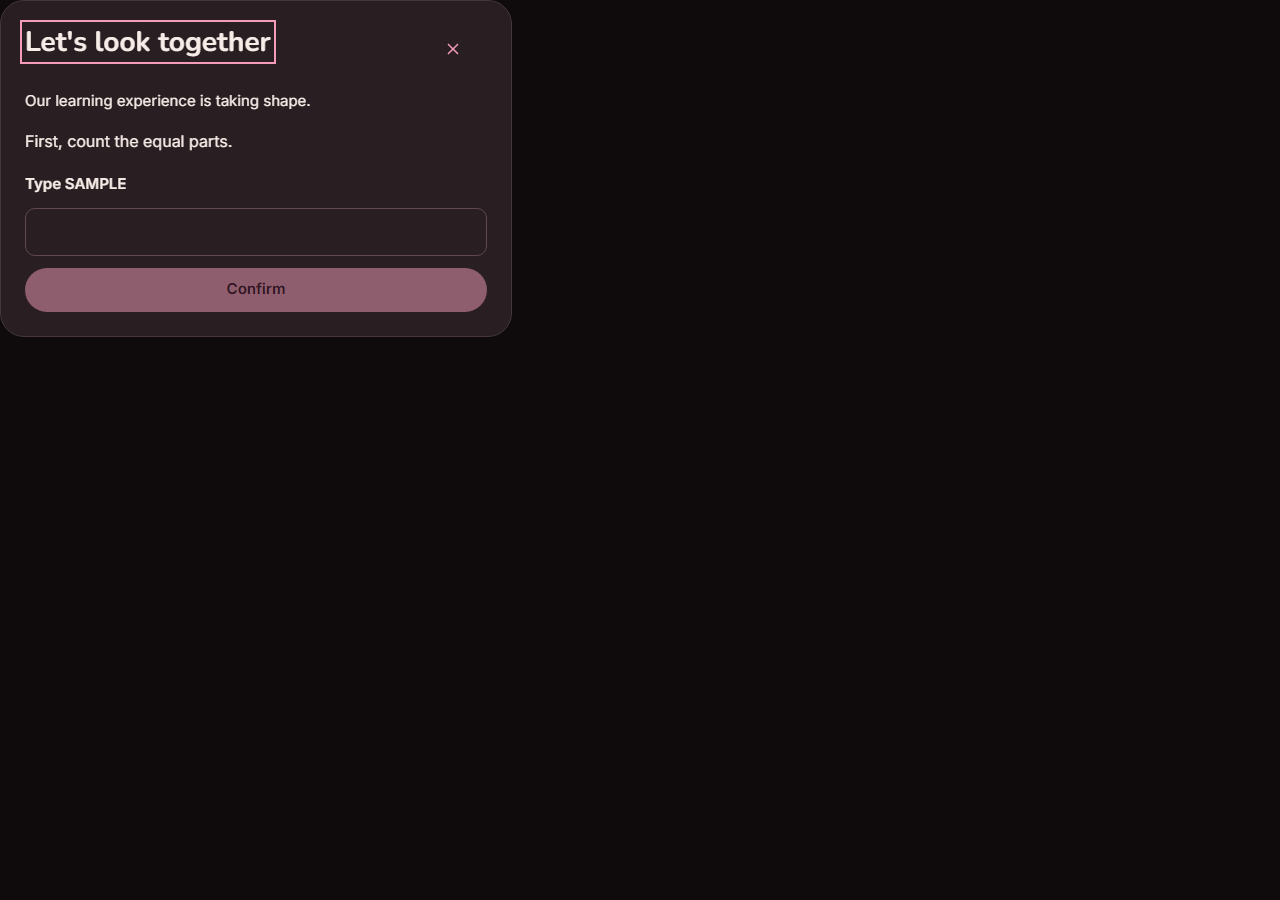 Let's look together
Our learning experience is taking shape.
First, count the equal parts.
Type SAMPLE
Confirm